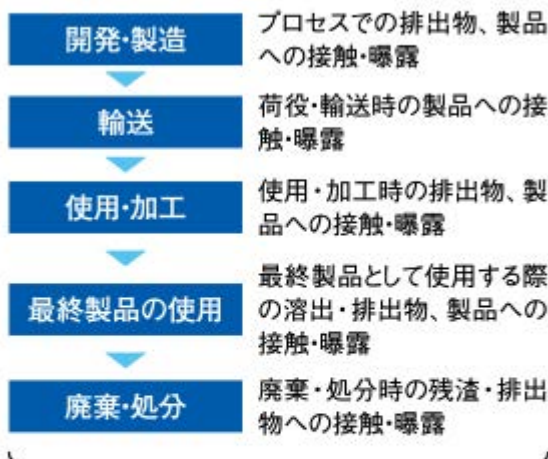 開発・製造
プロセスでの排出物、製品
への接触・曝露
輸送
荷役・輸送時の製品への接
触・曝露
使用・加工
使用・加工時の排出物、製
品への接触・曝露
最終製品の使用
最終製品として使用する際
の溶出・排出物、製品への
接触・曝露
廃棄・処分
廃棄・処分時の残渣・排出
物への接触・曝露